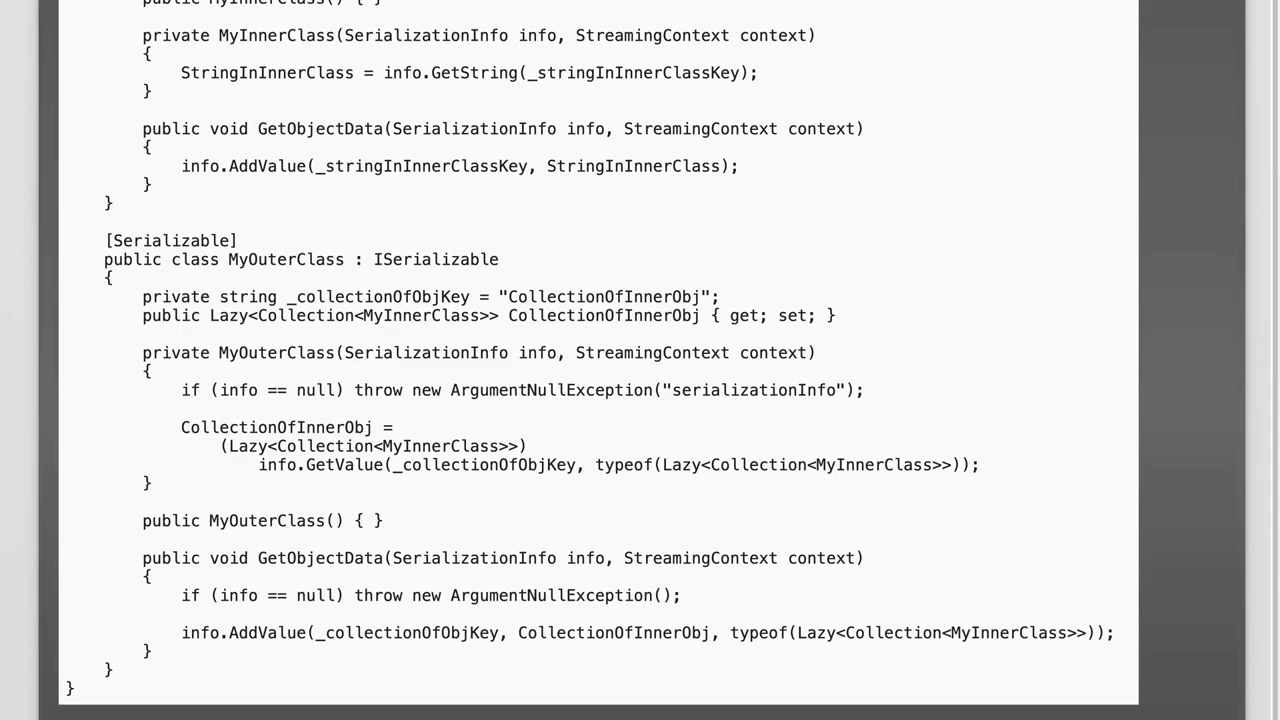 public MyInnerClass() { }
private MyInnerClass(SerializationInfo info, StreamingContext context)
{
StringInInnerClass = info.GetString(_stringInInnerClassKey);
}
public void GetObjectData(SerializationInfo info, StreamingContext context)
{
info.AddValue(_stringInInnerClassKey, StringInInnerClass);
}
}
[Serializable]
public class MyOuterClass : ISerializable
{
private string _collectionOfObjKey = "CollectionOfInnerObj";
public Lazy<Collection<MyInnerClass>> CollectionOfInnerObj { get; set; }
private MyOuterClass(SerializationInfo info, StreamingContext context)
{
if (info == null) throw new ArgumentNullException("serializationInfo");
CollectionOfInnerObj =
(Lazy<Collection<MyInnerClass>>)
info.GetValue(_collectionOfObjKey, typeof(Lazy<Collection<MyInnerClass>>));
}
public MyOuterClass() { }
public void GetObjectData(SerializationInfo info, StreamingContext context)
{
if (info == null) throw new ArgumentNullException();
info.AddValue(_collectionOfObjKey, CollectionOfInnerObj, typeof(Lazy<Collection<MyInnerClass>>));
}
}
}